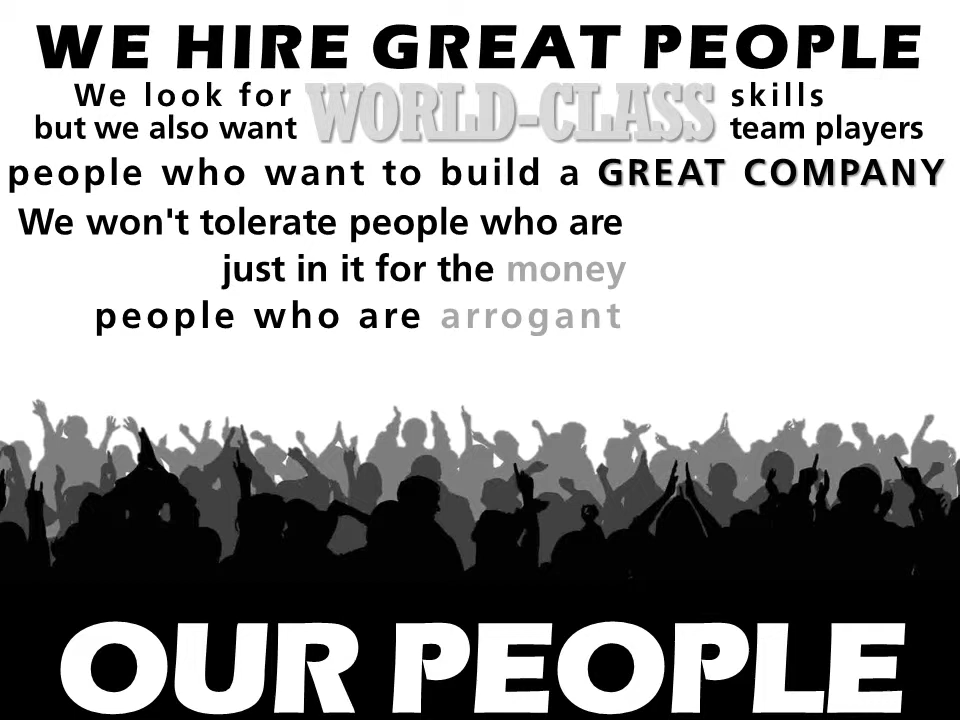 WE HIRE GREAT PEOPLE
We look for WORLD-CLASS skills
but we also want team players
people who want to build a GREAT COMPANY
We won't tolerate people who are
just in it for the money
people who are arrogant
OUR PEOPLE